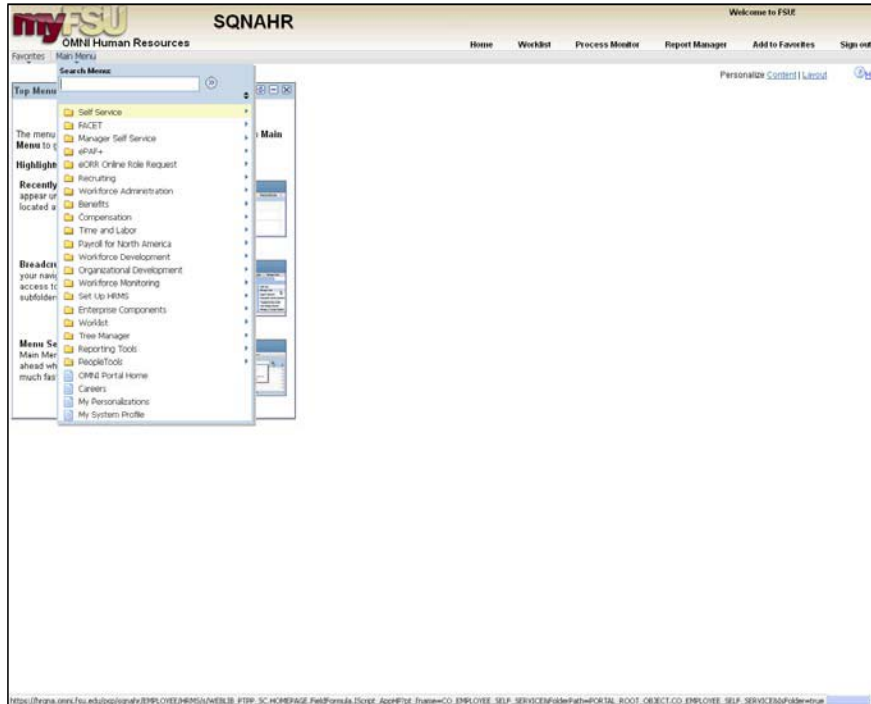 myFSU
SQNAHR
Welcome to FSU!
OMNI Human Resources
Home Worklist Process Monitor Report Manager Add to Favorites Sign out
Favorites Main Menu
Search Menu:
Personalize Content | Layout
Top Menu
Self Service
FACET
The menu
Manager Self Service
Main
Menu to
ePAF+
Highlight
eORR Online Role Request
Recruiting
Recently
Workforce Administration
appear
Benefits
located
Compensation
Time and Labor
Payroll for North America
Workforce Development
Breadcru
your navig
Organizational Development
access to
Workforce Monitoring
subfolder
Set Up HRMS
Enterprise Components
Worklist
Tree Manager
Menu Se
Reporting Tools
Main Men
PeopleTools
ahead wh
OMNI Portal Home
much fas
Careers
My Personalizations
My System Profile